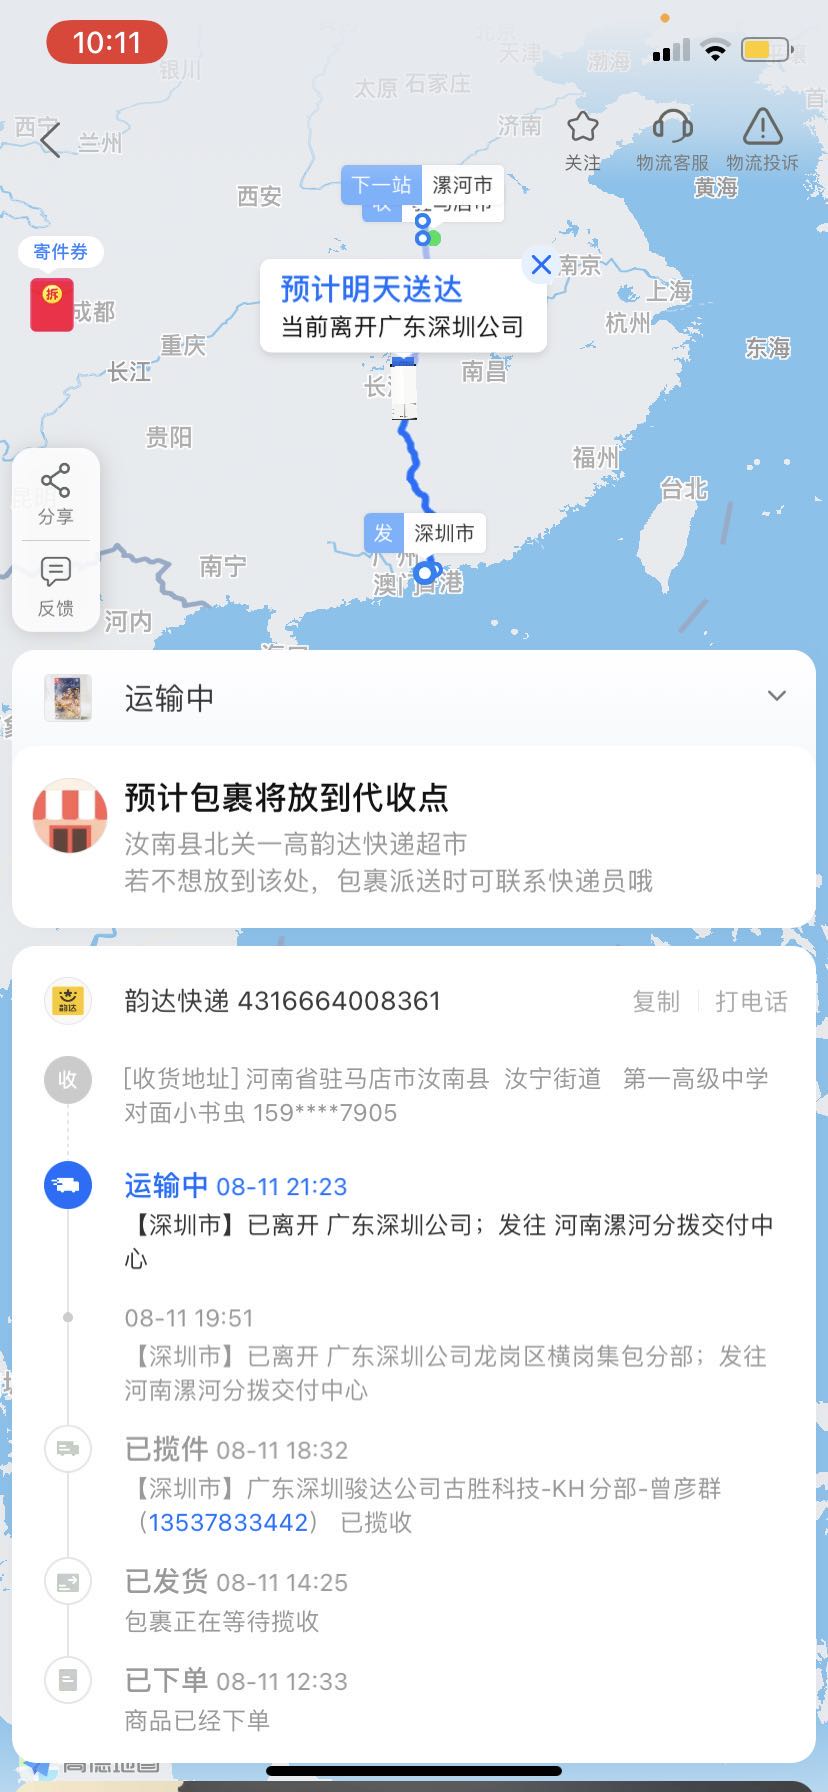 10:11
银川
北京
天津
渤海
太原
石家庄
西宁
兰州
济南
关注
物流客服
物流投诉
黄海
西安
下一站 漯河市
收 驻马店市
寄件券
拆
成都
预计明天送达
当前离开广东深圳公司
南京
上海
杭州
重庆
长江
南昌
东海
贵阳
福州
台北
分享
发 深圳市
广州
南宁
澳门
香港
反馈
河内
海口
运输中
预计包裹将放到代收点
汝南县北关一高韵达快递超市
若不想放到该处，包裹派送时可联系快递员哦
韵达
韵达快递 4316664008361
复制
打电话
收
[收货地址] 河南省驻马店市汝南县 汝宁街道 第一高级中学
对面小书虫 159****7905
运输中 08-11 21:23
【深圳市】已离开 广东深圳公司；发往 河南漯河分拨交付中
心
08-11 19:51
【深圳市】已离开 广东深圳公司龙岗区横岗集包分部；发往
河南漯河分拨交付中心
已揽件 08-11 18:32
【深圳市】广东深圳骏达公司古胜科技-KH分部-曾彦群
（13537833442） 已揽收
已发货 08-11 14:25
包裹正在等待揽收
已下单 08-11 12:33
商品已经下单
高德地图